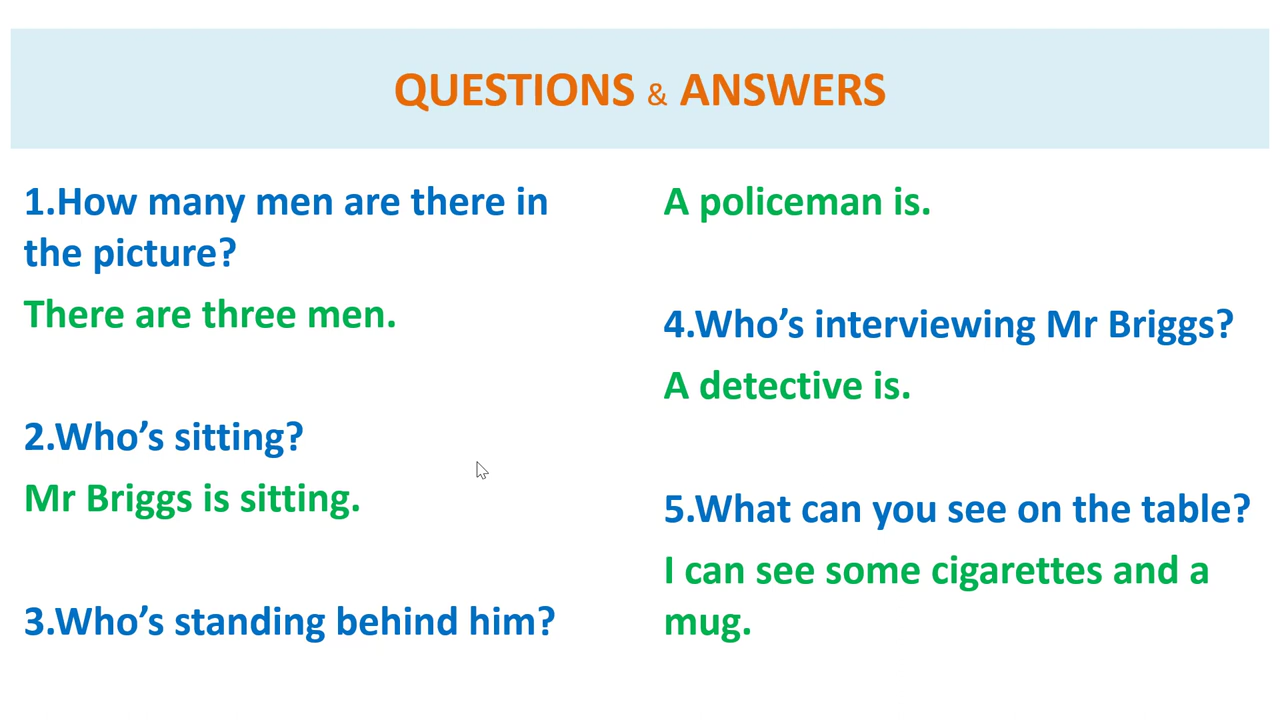 QUESTIONS & ANSWERS
1.How many men are there in
the picture?
There are three men.
2.Who’s sitting?
Mr Briggs is sitting.
3.Who’s standing behind him?
A policeman is.
4.Who’s interviewing Mr Briggs?
A detective is.
5.What can you see on the table?
I can see some cigarettes and a
mug.